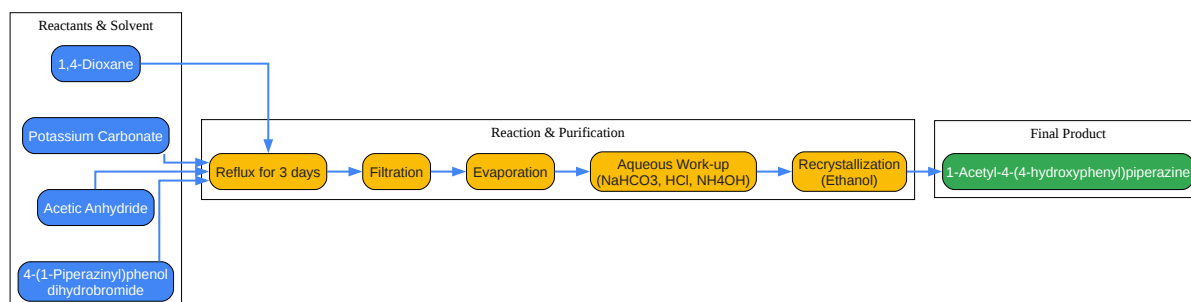 Reactants & Solvent
1,4-Dioxane
Potassium Carbonate
Acetic Anhydride
4-(1-Piperazinyl)phenol
dihydrobromide
Reaction & Purification
Reflux for 3 days
Filtration
Evaporation
Aqueous Work-up
(NaHCO3, HCl, NH4OH)
Recrystallization
(Ethanol)
Final Product
1-Acetyl-4-(4-hydroxyphenyl)piperazine